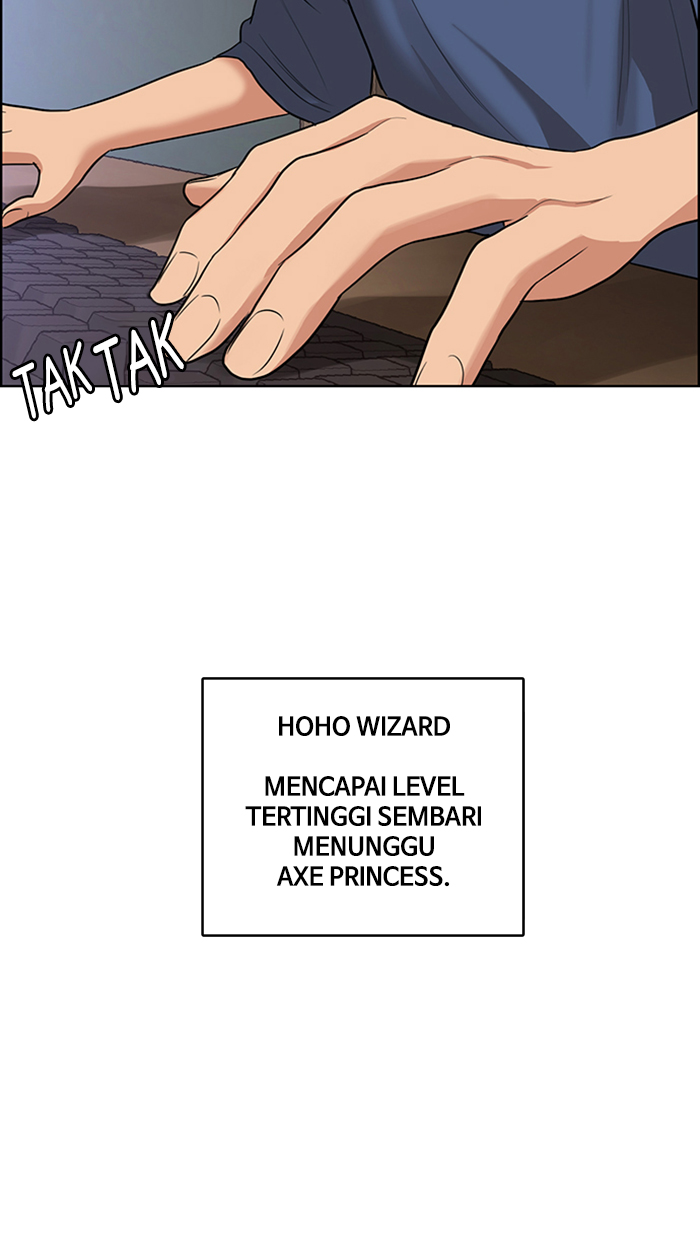 TAK TAK
HOHO WIZARD
MENCAPAI LEVEL
TERTINGGI SEMBARI
MENUNGGU
AXE PRINCESS.